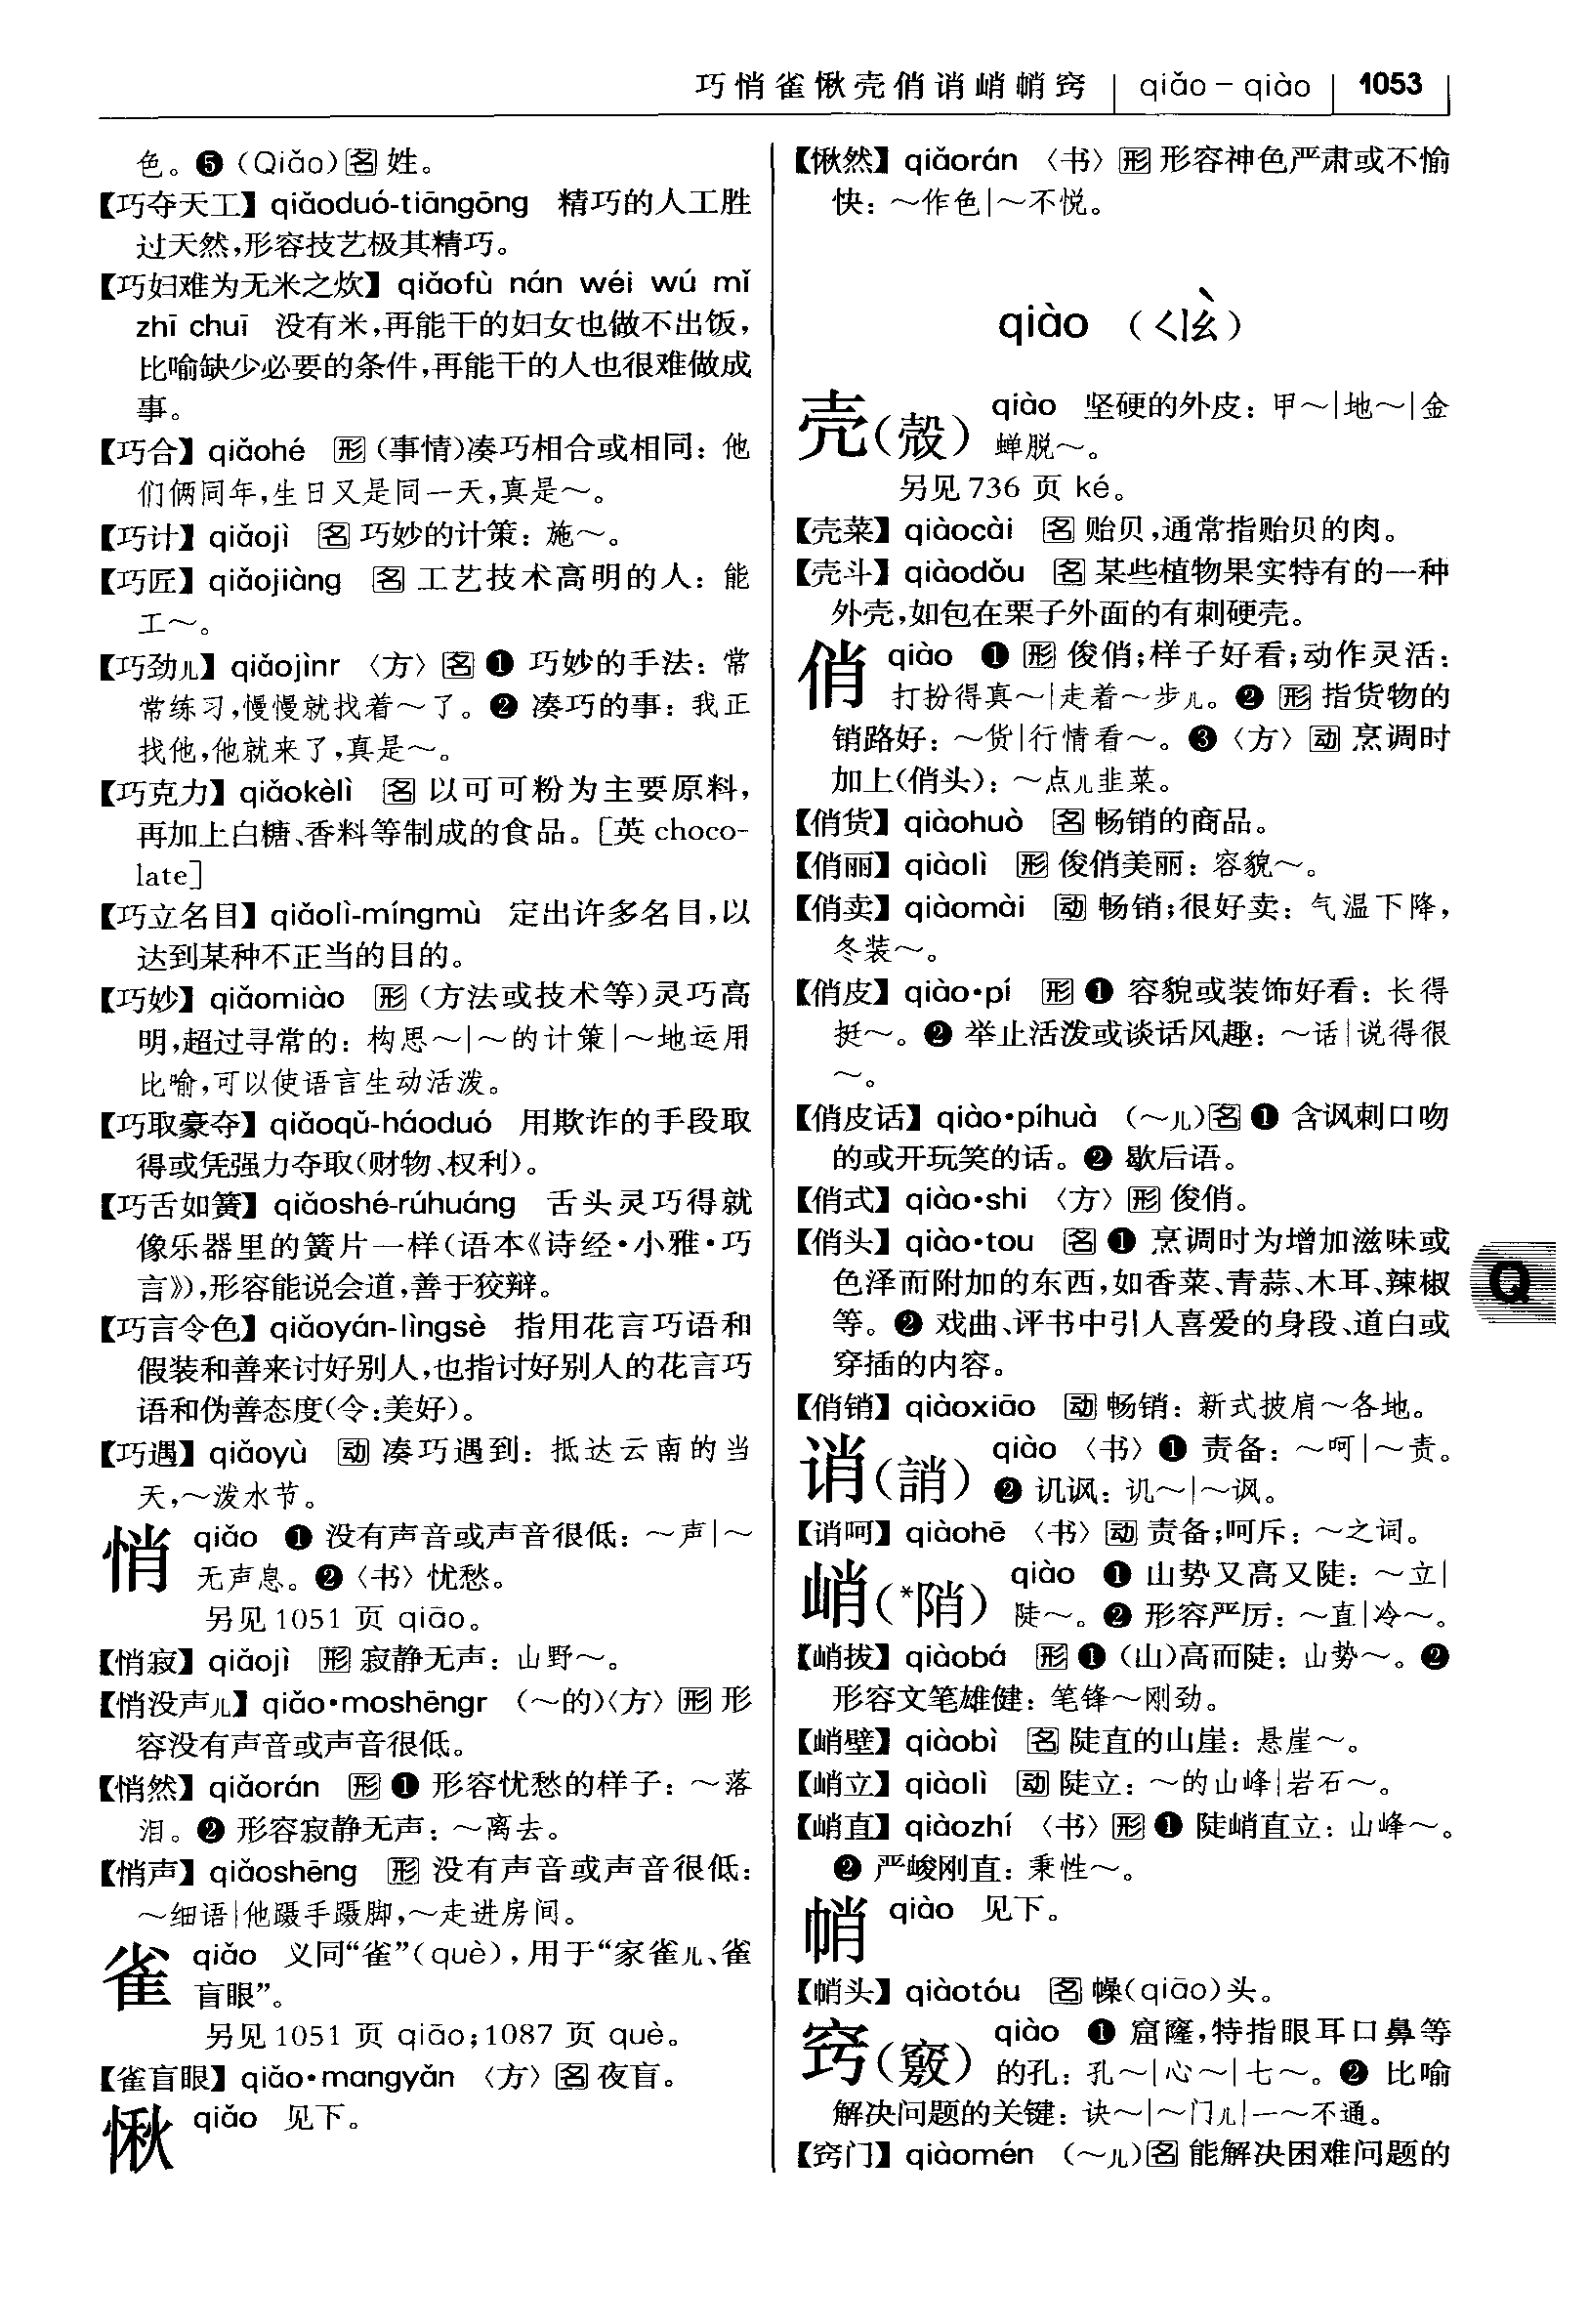 巧悄雀愀壳俏诮峭帩窍 | qiǎo－qiào | 1053
色。❺(Qiǎo)名姓。
【巧夺天工】qiǎoduó-tiāngōng 精巧的人工胜
过天然,形容技艺极其精巧。
【巧妇难为无米之炊】qiǎofù nán wéi wú mǐ
zhī chuī 没有米,再能干的妇女也做不出饭,
比喻缺少必要的条件,再能干的人也很难做成
事。
【巧合】qiǎohé 形(事情)凑巧相合或相同：他
们俩同年,生日又是同一天,真是～。
【巧计】qiǎojì 名巧妙的计策：施～。
【巧匠】qiǎojiàng 名工艺技术高明的人：能
工～。
【巧劲儿】qiǎojìnr〈方〉名❶ 巧妙的手法：常
常练习,慢慢就找着～了。❷ 凑巧的事：我正
找他,他就来了,真是～。
【巧克力】qiǎokèlì 名以可可粉为主要原料,
再加上白糖、香料等制成的食品。[英 choco-
late]
【巧立名目】qiǎolì-míngmù 定出许多名目,以
达到某种不正当的目的。
【巧妙】qiǎomiào 形(方法或技术等)灵巧高
明,超过寻常的：构思～|～的计策|～地运用
比喻,可以使语言生动活泼。
【巧取豪夺】qiǎoqǔ-háoduó 用欺诈的手段取
得或凭强力夺取(财物、权利)。
【巧舌如簧】qiǎoshé-rúhuáng 舌头灵巧得就
像乐器里的簧片一样(语本《诗经·小雅·巧
言》),形容能说会道,善于狡辩。
【巧言令色】qiǎoyán-lìngsè 指用花言巧语和
假装和善来讨好别人,也指讨好别人的花言巧
语和伪善态度(令:美好)。
【巧遇】qiǎoyù 动凑巧遇到：抵达云南的当
天,～泼水节。
悄 qiǎo ❶ 没有声音或声音很低：～声|～
无声息。❷〈书〉忧愁。
另见1051 页 qiāo。
【悄寂】qiǎojì 形寂静无声：山野～。
【悄没声儿】qiǎo·moshēngr (～的)〈方〉形形
容没有声音或声音很低。
【悄然】qiǎorán 形❶ 形容忧愁的样子：～落
泪。❷ 形容寂静无声：～离去。
【悄声】qiǎoshēng 形没有声音或声音很低：
～细语|他蹑手蹑脚,～走进房间。
雀 qiǎo 义同“雀”(què),用于“家雀儿、雀
盲眼”。
另见1051 页 qiāo;1087 页 què。
【雀盲眼】qiǎo·mangyǎn〈方〉名夜盲。
愀 qiǎo 见下。
【愀然】qiǎorán〈书〉形形容神色严肃或不愉
快：～作色|～不悦。
qiào (ㄑㄧㄠˋ)
壳(殼) qiào 坚硬的外皮：甲～|地～|金
蝉脱～。
另见736 页 ké。
【壳菜】qiàocài 名贻贝,通常指贻贝的肉。
【壳斗】qiàodǒu 名某些植物果实特有的一种
外壳,如包在栗子外面的有刺硬壳。
俏 qiào ❶ 形俊俏;样子好看;动作灵活：
打扮得真～|走着～步儿。❷ 形指货物的
销路好：～货|行情看～。❸〈方〉动烹调时
加上(俏头)：～点儿韭菜。
【俏货】qiàohuò 名畅销的商品。
【俏丽】qiàolì 形俊俏美丽：容貌～。
【俏卖】qiàomài 动畅销;很好卖：气温下降,
冬装～。
【俏皮】qiào·pí 形❶ 容貌或装饰好看：长得
挺～。❷ 举止活泼或谈话风趣：～话|说得很
～。
【俏皮话】qiào·píhuà (～儿)名❶ 含讽刺口吻
的或开玩笑的话。❷ 歇后语。
【俏式】qiào·shi〈方〉形俊俏。
【俏头】qiào·tou 名❶ 烹调时为增加滋味或
色泽而附加的东西,如香菜、青蒜、木耳、辣椒
等。❷ 戏曲、评书中引人喜爱的身段、道白或
穿插的内容。
【俏销】qiàoxiāo 动畅销：新式披肩～各地。
诮(誚) qiào〈书〉❶ 责备：～呵|～责。
❷ 讥讽：讥～|～讽。
【诮呵】qiàohē〈书〉动责备;呵斥：～之词。
峭(*陗) qiào ❶ 山势又高又陡：～立|
陡～。❷ 形容严厉：～直|冷～。
【峭拔】qiàobá 形❶(山)高而陡：山势～。❷
形容文笔雄健：笔锋～刚劲。
【峭壁】qiàobì 名陡直的山崖：悬崖～。
【峭立】qiàolì 动陡立：～的山峰|岩石～。
【峭直】qiàozhí〈书〉形❶ 陡峭直立：山峰～。
❷ 严峻刚直：秉性～。
帩 qiào 见下。
【帩头】qiàotóu 名幧(qiāo)头。
窍(竅) qiào ❶ 窟窿,特指眼耳口鼻等
的孔：孔～|心～|七～。❷ 比喻
解决问题的关键：诀～|～门儿|一～不通。
【窍门】qiàomén (～儿)名能解决困难问题的
Q